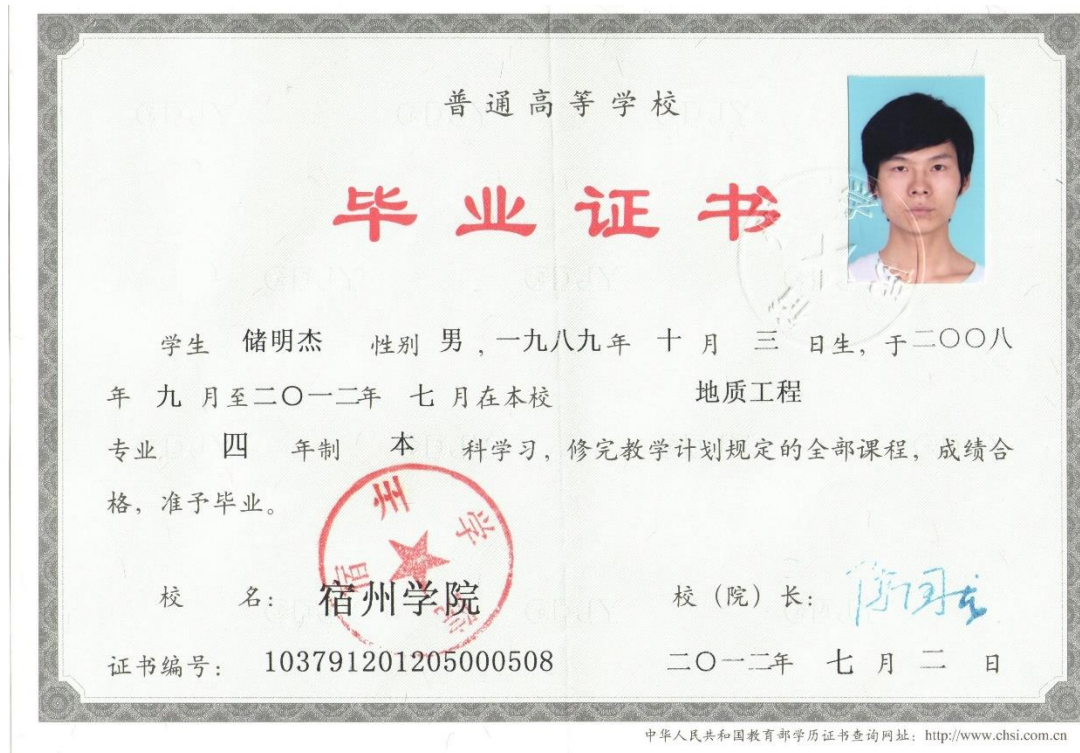 普通高等学校
毕业证书
学生 储明杰 性别 男，一九八九年 十 月 三 日生，于二〇〇八
年 九 月至二〇一二年 七 月在本校 地质工程
专业 四 年制 本 科学习，修完教学计划规定的全部课程，成绩合
格，准予毕业。
宿州学院
校 名：宿州学院 校（院）长：
证书编号：103791201205000508 二〇一二年 七 月 二 日
中华人民共和国教育部学历证书查询网址：http://www.chsi.com.cn